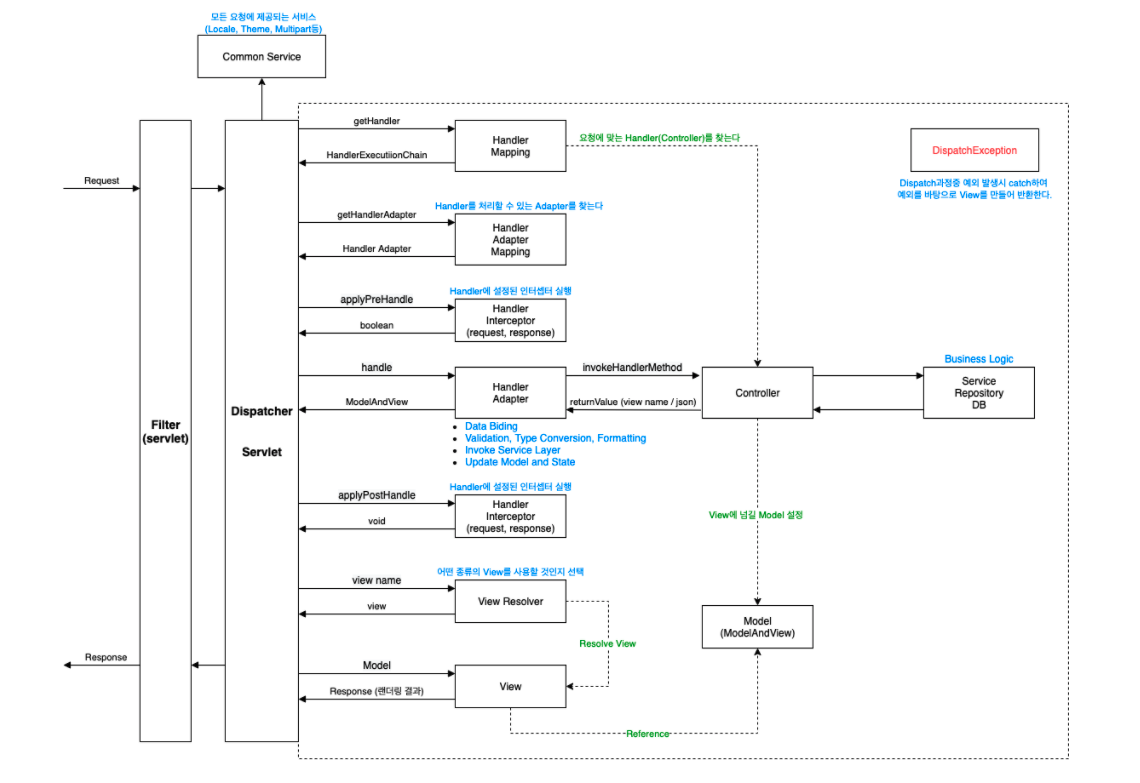 모든 요청에 제공되는 서비스
(Locale, Theme, Multipart등)
Common Service
getHandler
Handler
Mapping
HandlerExecutiionChain
요청에 맞는 Handler(Controller)를 찾는다
DispatchException
Dispatch과정중 예외 발생시 catch하여
예외를 바탕으로 View를 만들어 반환한다.
Request
Handler를 처리할 수 있는 Adapter를 찾는다
getHandlerAdapter
Handler
Adapter
Mapping
Handler Adapter
Handler에 설정된 인터셉터 실행
applyPreHandle
Handler
Interceptor
(request, response)
boolean
Business Logic
handle
Handler
Adapter
ModelAndView
invokeHandlerMethod
returnValue (view name / json)
Controller
Service
Repository
DB
Filter
(servlet)
Dispatcher
Servlet
• Data Biding
• Validation, Type Conversion, Formatting
• Invoke Service Layer
• Update Model and State
Handler에 설정된 인터셉터 실행
applyPostHandle
Handler
Interceptor
(request, response)
void
View에 넘길 Model 설정
어떤 종류의 View를 사용할 것인지 선택
view name
View Resolver
view
Model
(ModelAndView)
Resolve View
Response
Model
View
Response (랜더링 결과)
Reference